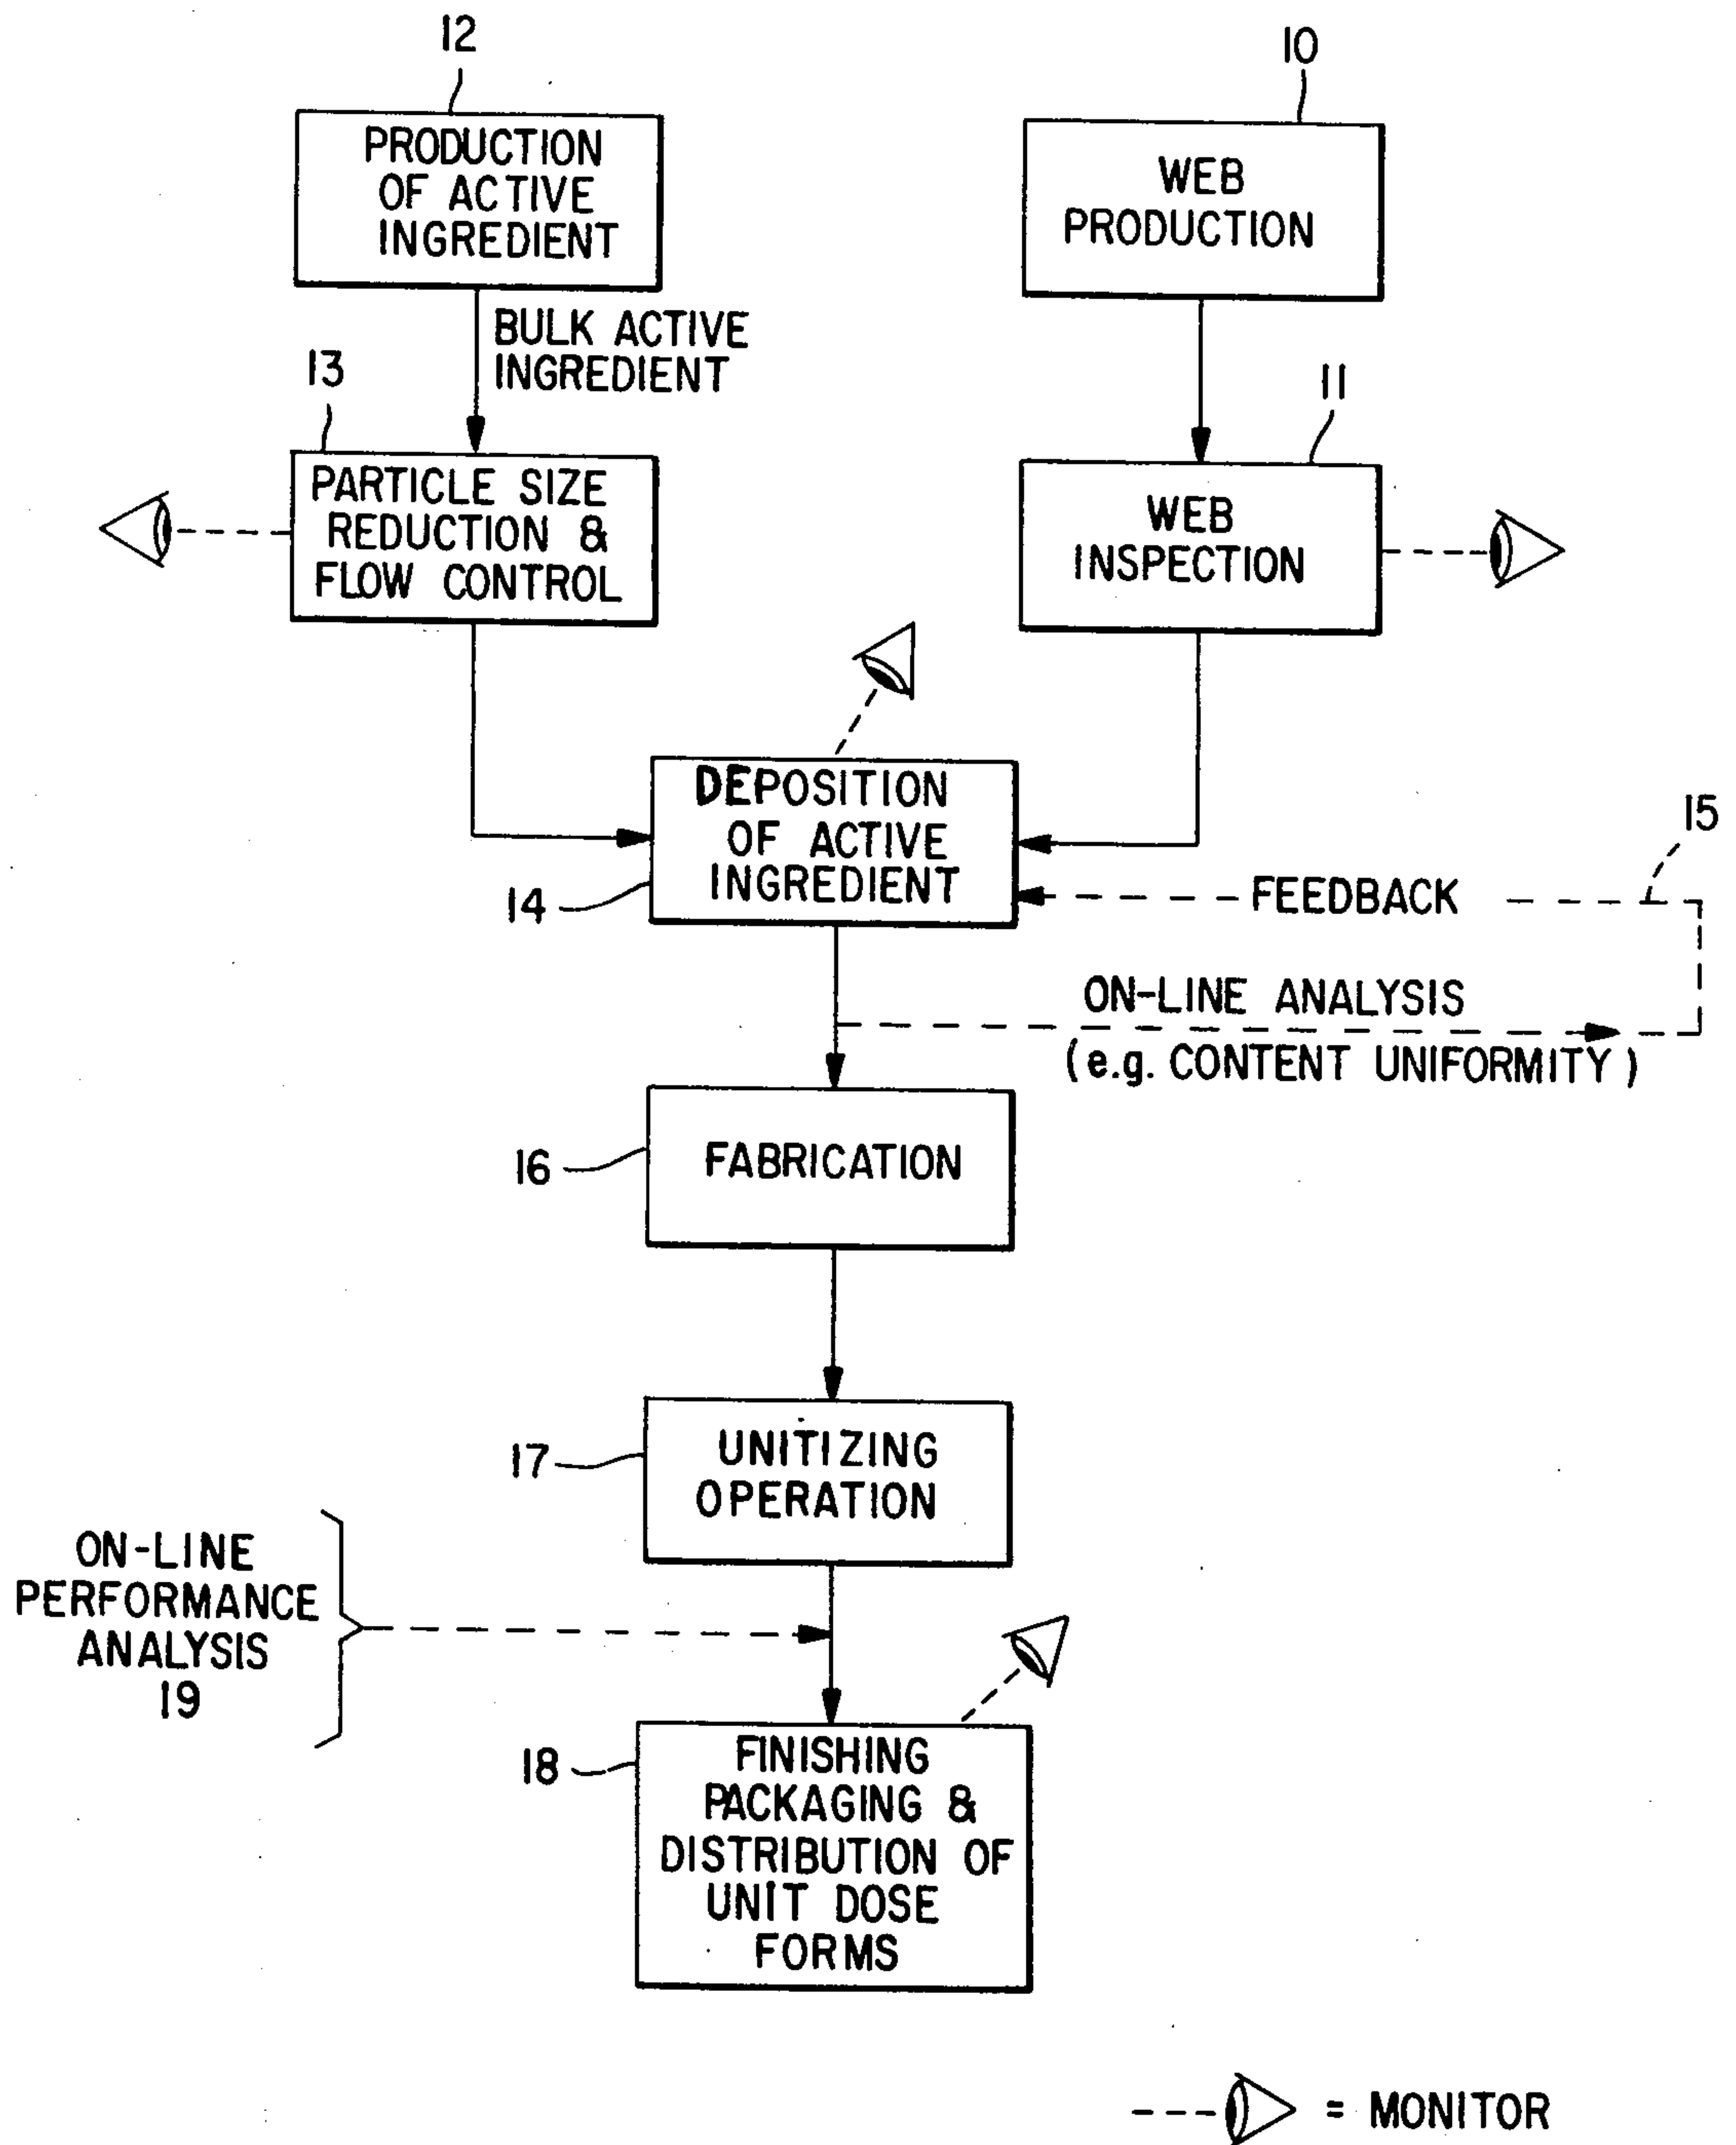 12
PRODUCTION
OF ACTIVE
INGREDIENT
10
WEB
PRODUCTION
BULK ACTIVE
INGREDIENT
13
PARTICLE SIZE
REDUCTION &
FLOW CONTROL
11
WEB
INSPECTION
DEPOSITION
OF ACTIVE
INGREDIENT
14
15
FEEDBACK
ON-LINE ANALYSIS
(e.g. CONTENT UNIFORMITY)
16
FABRICATION
17
UNITIZING
OPERATION
ON-LINE
PERFORMANCE
ANALYSIS
19
18
FINISHING
PACKAGING &
DISTRIBUTION OF
UNIT DOSE
FORMS
= MONITOR